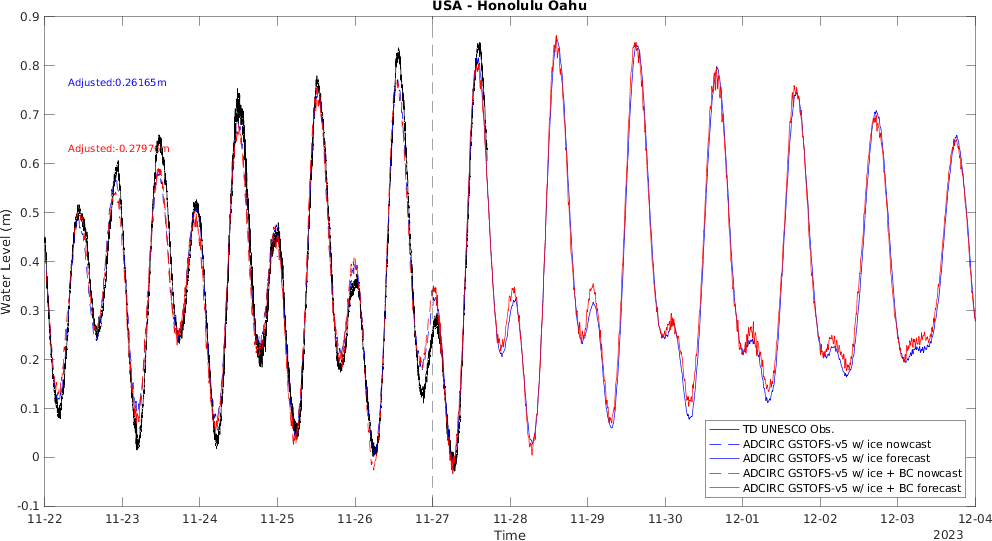 USA - Honolulu Oahu
0.9
0.8
0.7
0.6
0.5
0.4
0.3
0.2
0.1
0
-0.1
Water Level (m)
Adjusted:0.26165m
TD UNESCO Obs.
ADCIRC GSTOFS-v5 w/ ice nowcast
ADCIRC GSTOFS-v5 w/ ice forecast
ADCIRC GSTOFS-v5 w/ ice + BC nowcast
ADCIRC GSTOFS-v5 w/ ice + BC forecast
11-22 11-23 11-24 11-25 11-26 11-27 11-28 11-29 11-30 12-01 12-02 12-03 12-04
Time
2023